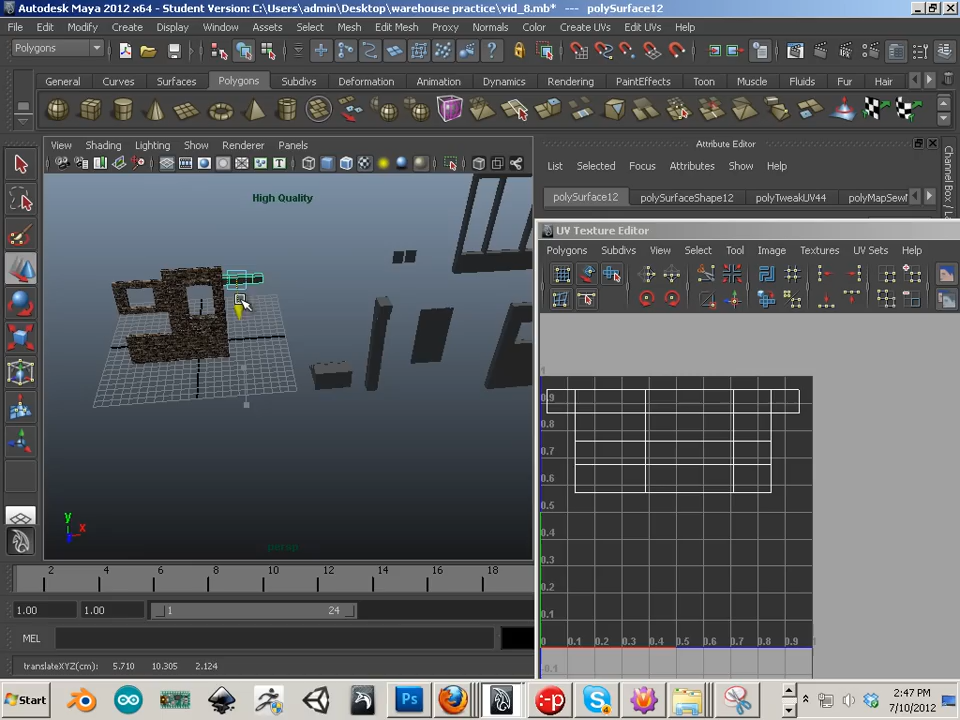 Autodesk Maya 2012 x64 - Student Version: C:\Users\admin\Desktop\warehouse practice\vid_8.mb* --- polySurface12
File Edit Modify Create Display Window Assets Select Mesh Edit Mesh Proxy Normals Color Create UVs Edit UVs Help
Polygons
General Curves Surfaces Polygons Subdivs Deformation Animation Dynamics Rendering PaintEffects Toon Muscle Fluids Fur Hair
View Shading Lighting Show Renderer Panels
Attribute Editor
List Selected Focus Attributes Show Help
polySurface12 polySurfaceShape12 polyTweakUV44 polyMapSewM
Channel Box
High Quality
UV Texture Editor
Polygons Subdivs View Select Tool Image Textures UV Sets Help
1
0.9
0.8
0.7
0.6
0.5
0.4
0.3
0.2
0.1
0 0.1 0.2 0.3 0.4 0.5 0.6 0.7 0.8 0.9 1
-0.1
y
x
persp
2 4 6 8 10 12 14 16 18
1.00 1.00 1 24
MEL
translateXYZ(cm): 5.710 10.305 2.124
Start
Ps
2:47 PM
7/10/2012